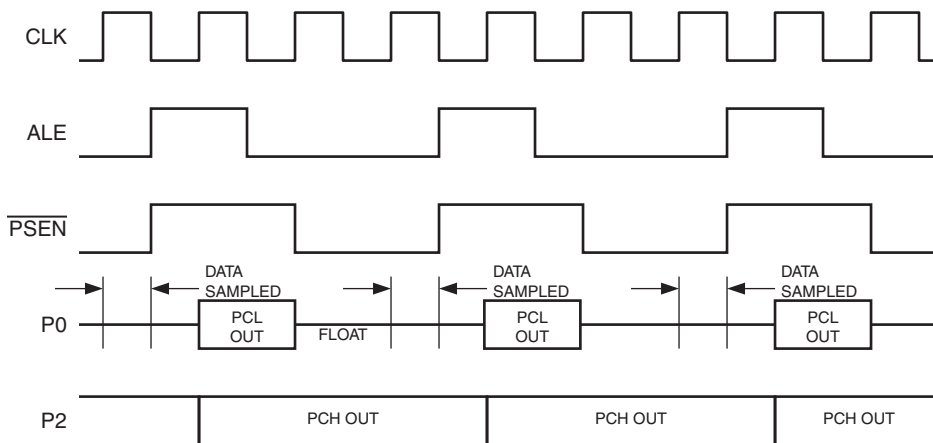 CLK
ALE
PSEN
DATA
SAMPLED
DATA
SAMPLED
DATA
SAMPLED
P0
PCL
OUT
FLOAT
PCL
OUT
PCL
OUT
P2
PCH OUT
PCH OUT
PCH OUT